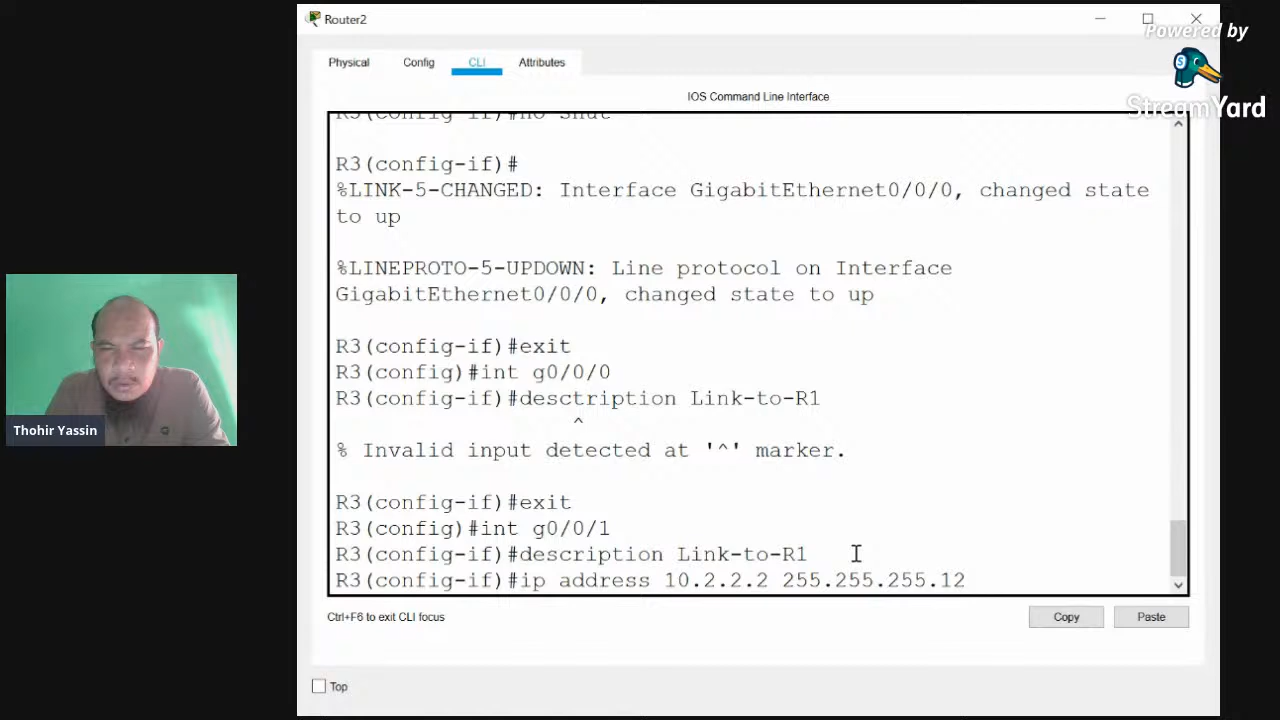 Router2
Powered by
StreamYard
Physical Config CLI Attributes
IOS Command Line Interface
R3(config-if)#no shut
R3(config-if)#
%LINK-5-CHANGED: Interface GigabitEthernet0/0/0, changed state
to up
%LINEPROTO-5-UPDOWN: Line protocol on Interface
GigabitEthernet0/0/0, changed state to up
R3(config-if)#exit
R3(config)#int g0/0/0
R3(config-if)#desctription Link-to-R1
^
% Invalid input detected at '^' marker.
R3(config-if)#exit
R3(config)#int g0/0/1
R3(config-if)#description Link-to-R1
R3(config-if)#ip address 10.2.2.2 255.255.255.12
Thohir Yassin
Ctrl+F6 to exit CLI focus
Copy Paste
Top